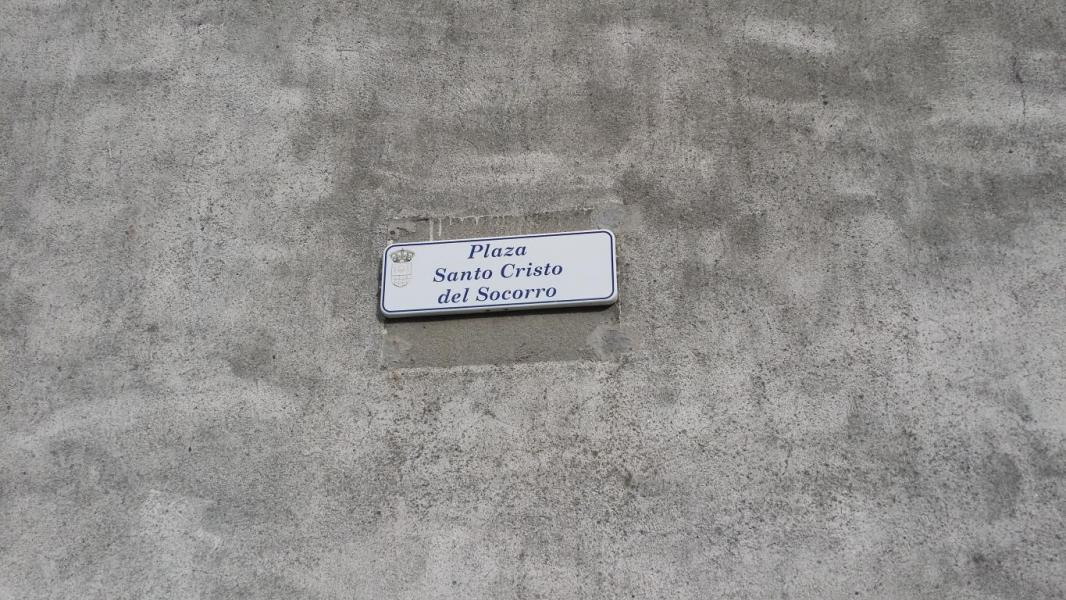 Plaza
Santo Cristo
del Socorro